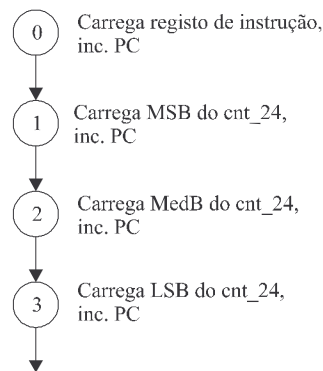 0
Carrega registo de instrução,
inc. PC
1
Carrega MSB do cnt_24,
inc. PC
2
Carrega MedB do cnt_24,
inc. PC
3
Carrega LSB do cnt_24,
inc. PC